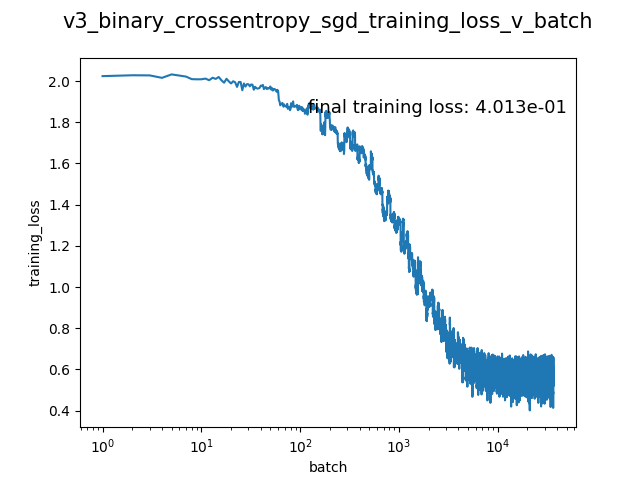 v3_binary_crossentropy_sgd_training_loss_v_batch
final training loss: 4.013e-01
training_loss
2.0
1.8
1.6
1.4
1.2
1.0
0.8
0.6
0.4
10⁰ 10¹ 10² 10³ 10⁴
batch